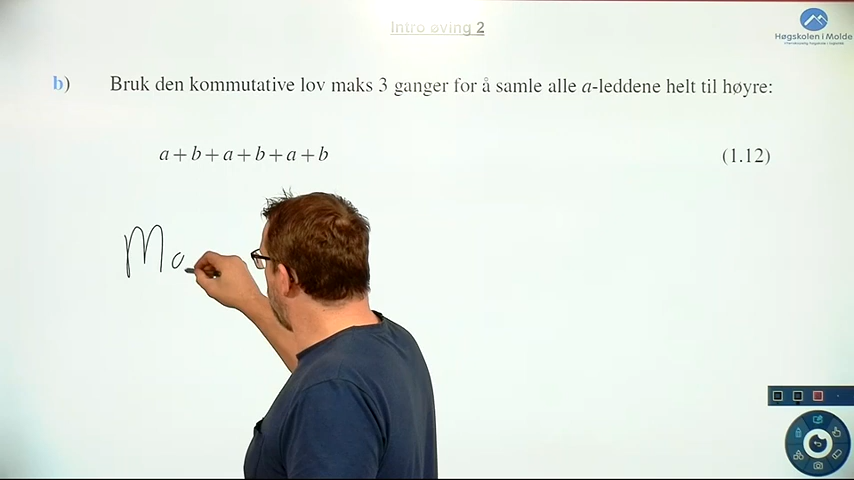 Intro øving 2
Høgskolen i Molde
b) Bruk den kommutative lov maks 3 ganger for å samle alle a-leddene helt til høyre:
a + b + a + b + a + b (1.12)
Ma